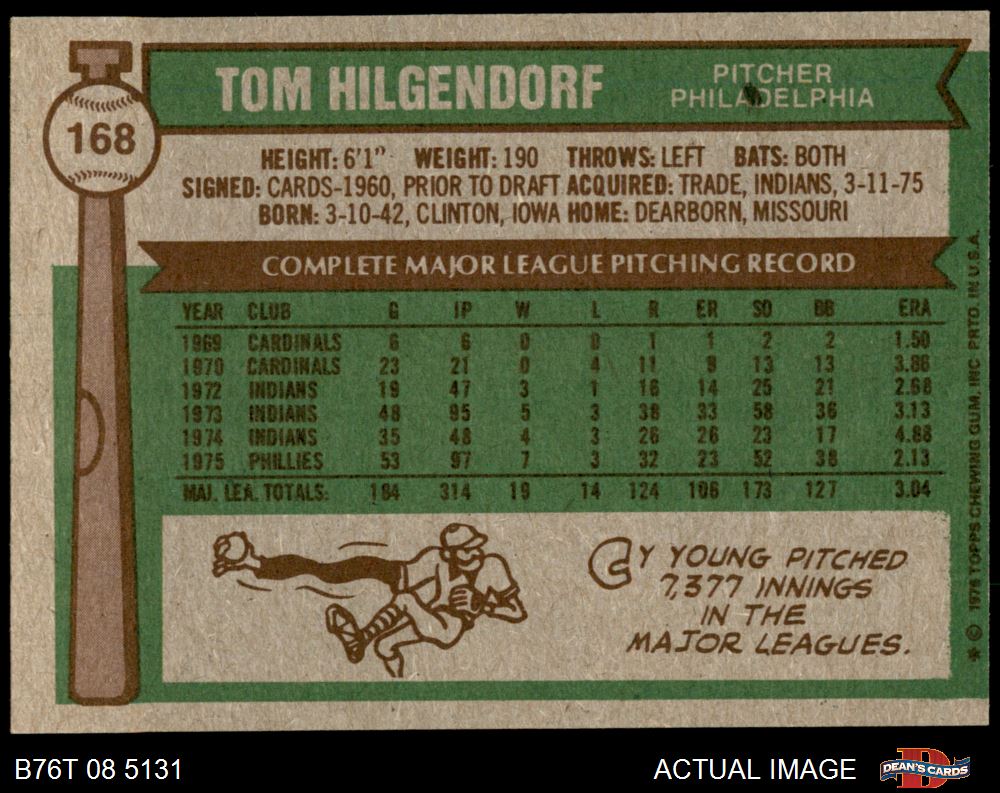 168
TOM HILGENDORF
PITCHER
PHILADELPHIA
HEIGHT: 6'1" WEIGHT: 190 THROWS: LEFT BATS: BOTH
SIGNED: CARDS-1960, PRIOR TO DRAFT ACQUIRED: TRADE, INDIANS, 3-11-75
BORN: 3-10-42, CLINTON, IOWA HOME: DEARBORN, MISSOURI
COMPLETE MAJOR LEAGUE PITCHING RECORD
YEAR CLUB G IP W L R ER SO BB ERA
1969 CARDINALS 6 6 0 0 1 1 2 2 1.50
1970 CARDINALS 23 21 0 4 11 9 13 13 3.86
1972 INDIANS 19 47 3 1 16 14 25 21 2.68
1973 INDIANS 48 95 5 3 38 33 58 36 3.13
1974 INDIANS 35 48 4 3 26 26 23 17 4.88
1975 PHILLIES 53 97 7 3 32 23 52 38 2.13
MAJ. LEA. TOTALS: 184 314 19 14 124 106 173 127 3.04
CY YOUNG PITCHED
7,377 INNINGS
IN THE
MAJOR LEAGUES.
* © 1976 TOPPS CHEWING GUM, INC. PRTD. IN U.S.A.
B76T 08 5131
ACTUAL IMAGE
DEAN'S CARDS